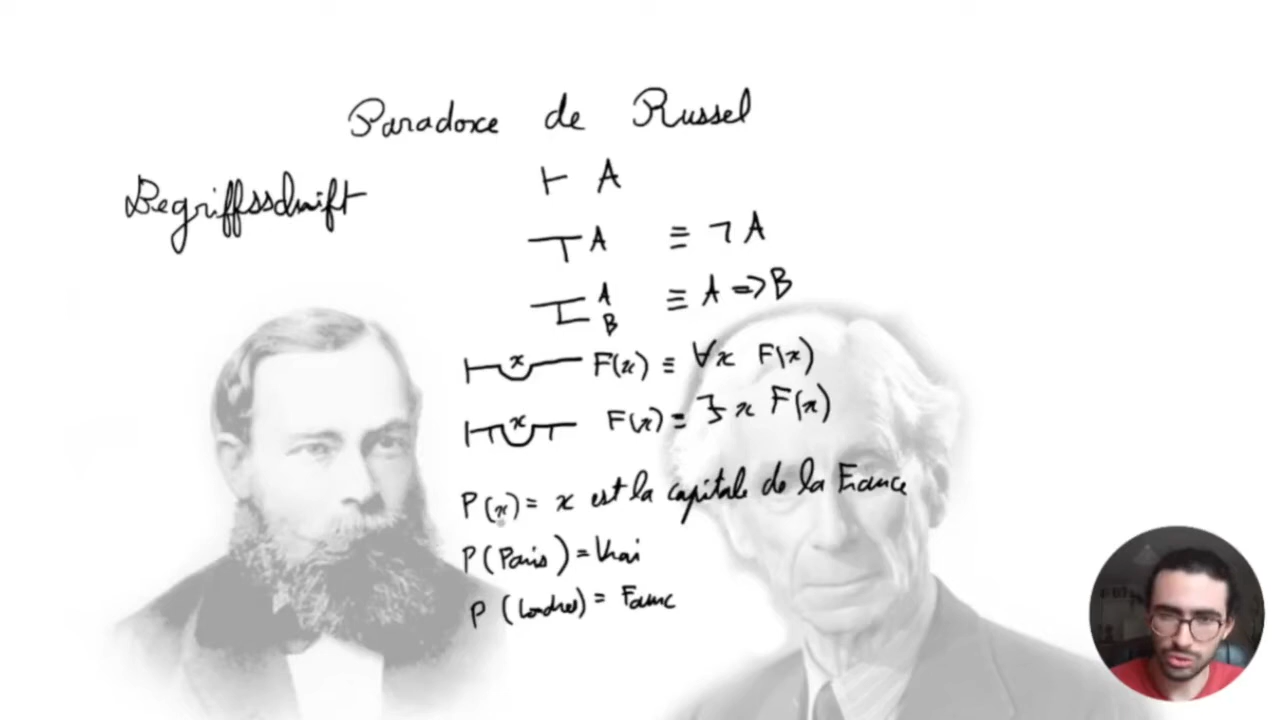 Paradoxe de Russel
Begriffsschrift
⊢ A
A ≡ ¬ A
A
B ≡ A => B
x F(x) ≡ ∀x F(x)
x F(x) = ∃ x F(x)
P(x) = x est la capitale de la France
P(Paris) = Vrai
P (Londres) = Faux